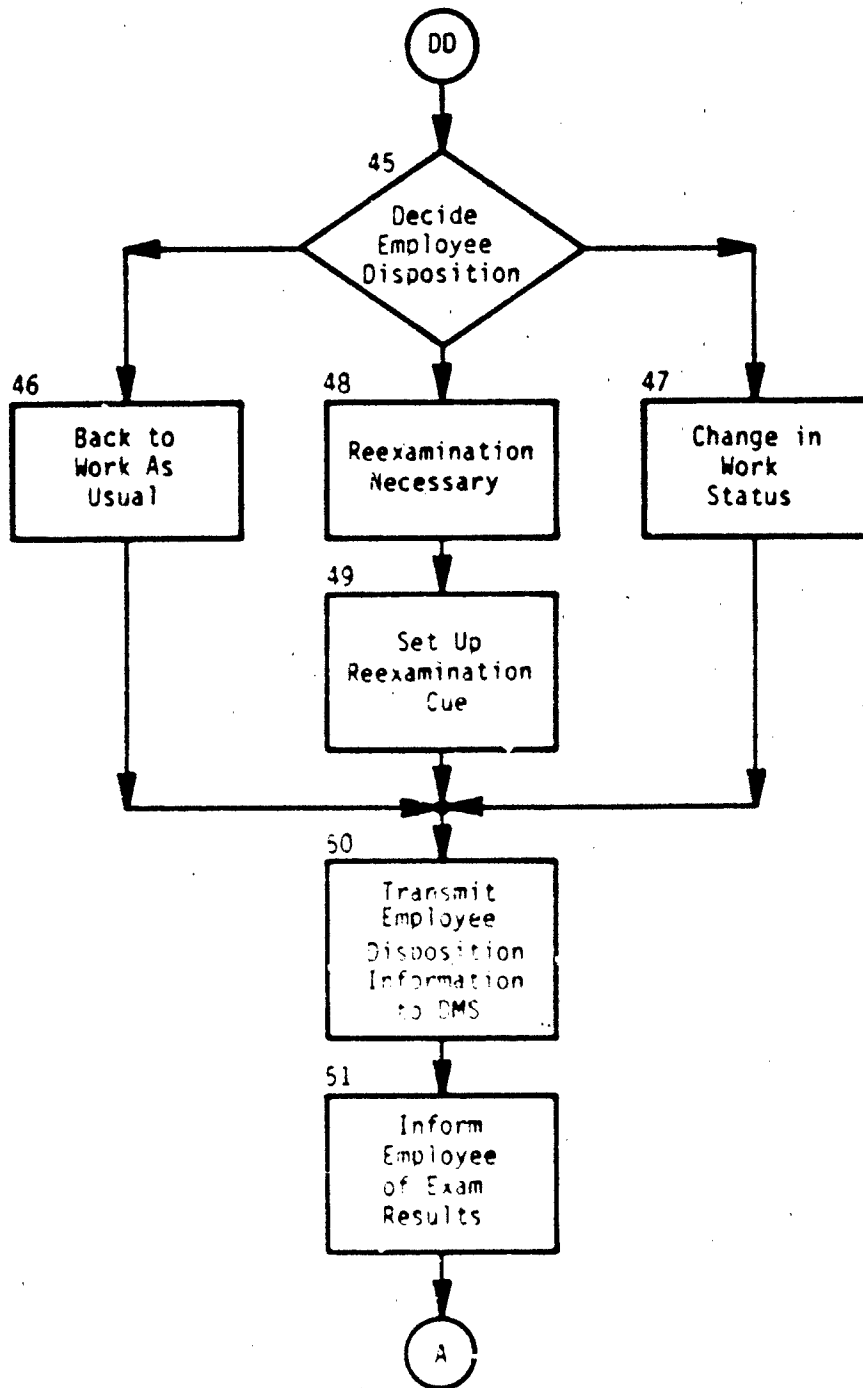 DD
45
Decide
Employee
Disposition
46
Back to
Work As
Usual
48
Reexamination
Necessary
47
Change in
Work
Status
49
Set Up
Reexamination
Cue
50
Transmit
Employee
Disposition
Information
to DMS
51
Inform
Employee
of Exam
Results
A